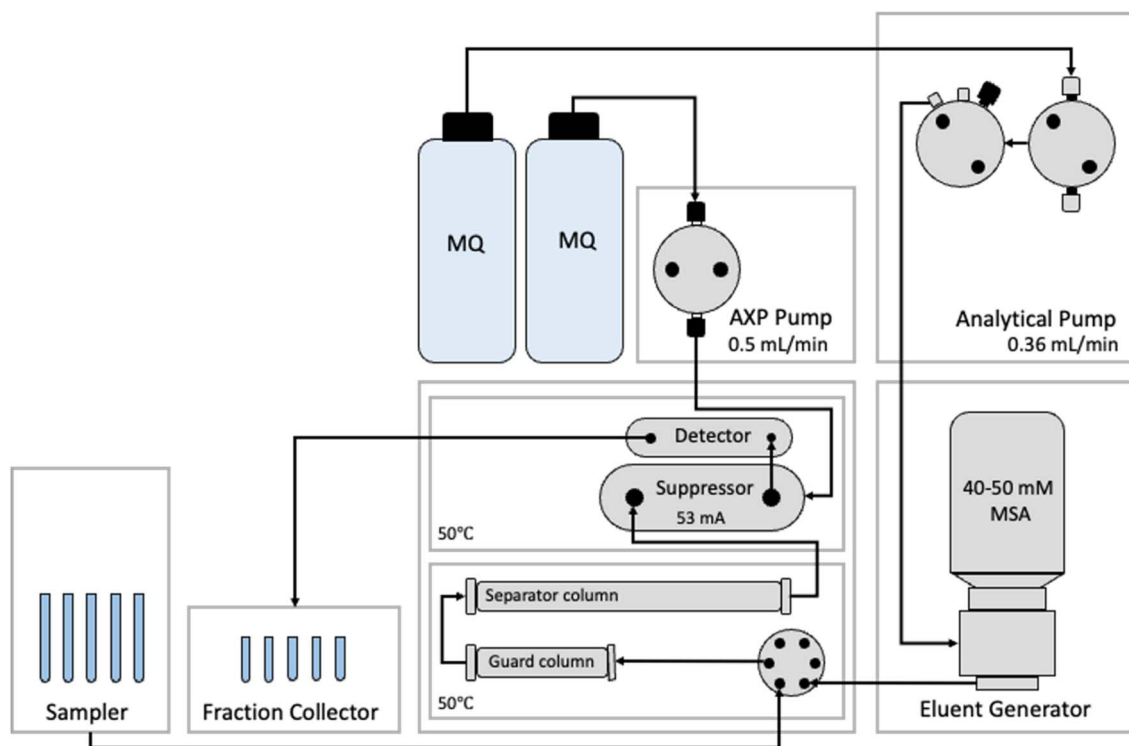 MQ
MQ
AXP Pump
0.5 mL/min
Analytical Pump
0.36 mL/min
Detector
Suppressor
53 mA
50°C
40-50 mM
MSA
Separator column
Guard column
50°C
Sampler
Fraction Collector
Eluent Generator